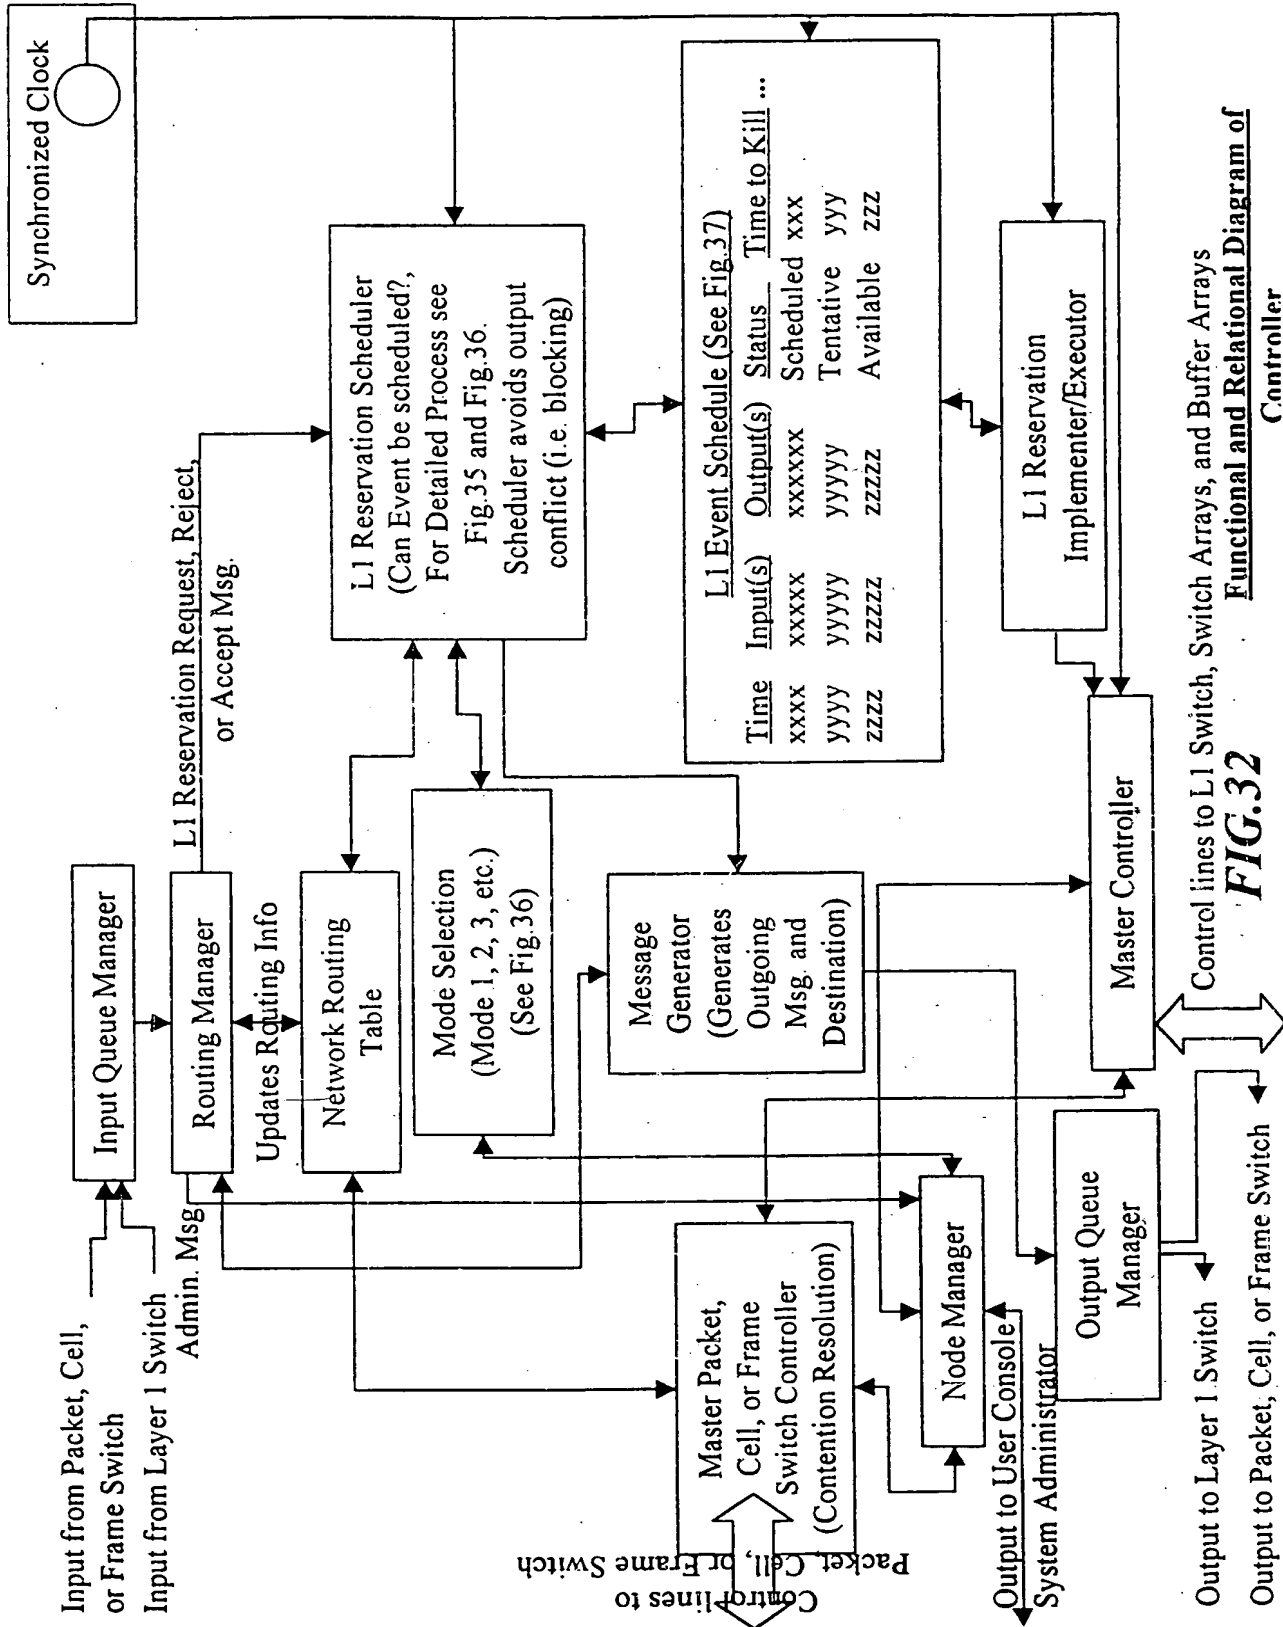 Synchronized Clock
Input from Packet, Cell,
or Frame Switch
Input from Layer 1 Switch
Input Queue Manager
Routing Manager
L1 Reservation Request, Reject,
or Accept Msg.
Admin. Msg
Updates Routing Info
Network Routing
Table
L1 Reservation Scheduler
(Can Event be scheduled?,
For Detailed Process see
Fig.35 and Fig.36.
Scheduler avoids output
conflict (i.e. blocking)
Mode Selection
(Mode 1, 2, 3, etc.)
(See Fig.36)
Message
Generator
(Generates
Outgoing
Msg. and
Destination)
L1 Event Schedule (See Fig.37)
Time Input(s) Output(s) Status Time to Kill ...
xxxx xxxxx xxxxxx Scheduled xxx
yyyy yyyyy yyyyy Tentative yyy
zzzz zzzzz zzzzz Available zzz
Master Packet,
Cell, or Frame
Switch Controller
(Contention Resolution)
Control lines to
Packet, Cell, or Frame Switch
Node Manager
Output to User Console
System Administrator
L1 Reservation
Implementer/Executor
Output Queue
Manager
Master Controller
Output to Layer 1 Switch
Output to Packet, Cell, or Frame Switch
Control lines to L1 Switch, Switch Arrays, and Buffer Arrays
FIG.32
Functional and Relational Diagram of
Controller